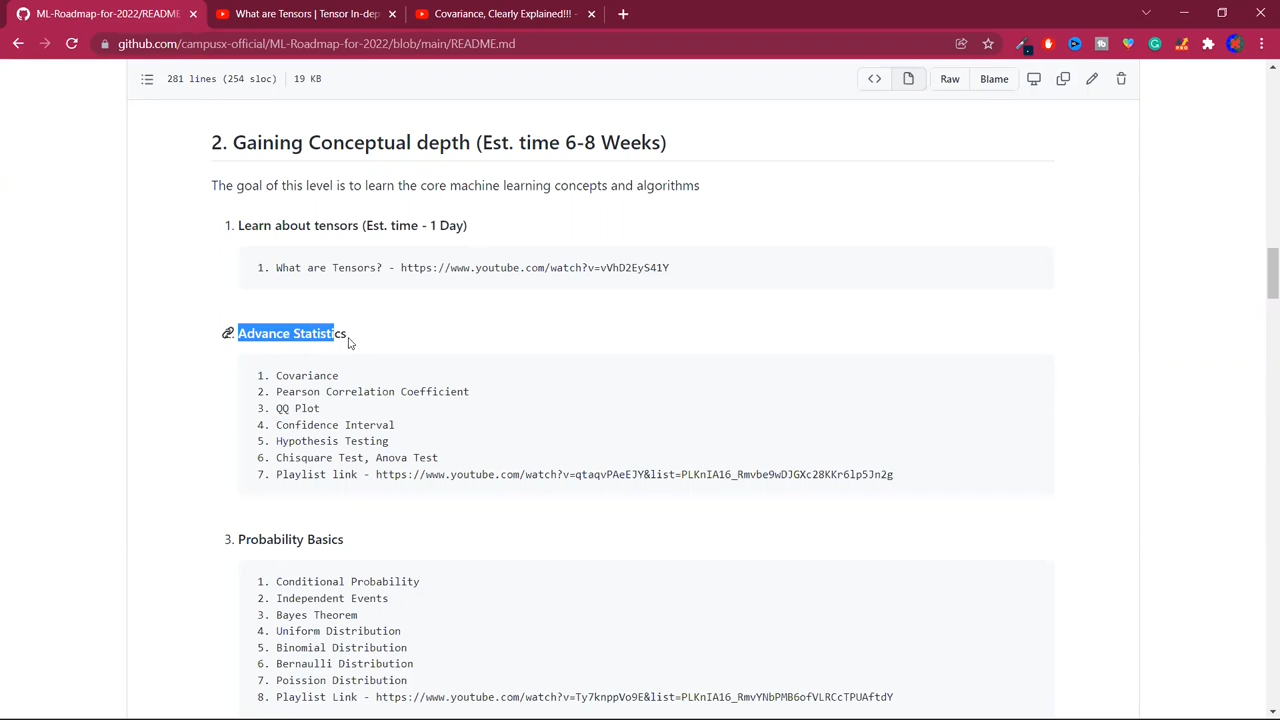 ML-Roadmap-for-2022/README
What are Tensors | Tensor In-dep
Covariance, Clearly Explained!!! -
github.com/campusx-official/ML-Roadmap-for-2022/blob/main/README.md
281 lines (254 sloc) 19 KB
Raw Blame
2. Gaining Conceptual depth (Est. time 6-8 Weeks)
The goal of this level is to learn the core machine learning concepts and algorithms
1. Learn about tensors (Est. time - 1 Day)
1. What are Tensors? - https://www.youtube.com/watch?v=vVhD2EyS41Y
2. Advance Statistics
1. Covariance
2. Pearson Correlation Coefficient
3. QQ Plot
4. Confidence Interval
5. Hypothesis Testing
6. Chisquare Test, Anova Test
7. Playlist link - https://www.youtube.com/watch?v=qtaqvPAeEJY&list=PLKnIA16_Rmvbe9wDJGXc28KKr6lp5Jn2g
3. Probability Basics
1. Conditional Probability
2. Independent Events
3. Bayes Theorem
4. Uniform Distribution
5. Binomial Distribution
6. Bernaulli Distribution
7. Poission Distribution
8. Playlist Link - https://www.youtube.com/watch?v=Ty7knppVo9E&list=PLKnIA16_RmvYNbPMB6ofVLRCcTPUAftdY